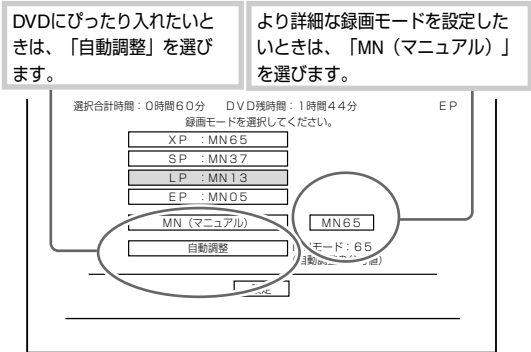 DVDにぴったり入れたいと
きは、「自動調整」を選び
ます。
より詳細な録画モードを設定した
いときは、「MN（マニュアル）」
を選びます。
選択合計時間：０時間６０分　ＤＶＤ残時間：１時間４４分　ＥＰ
録画モードを選択してください。
ＸＰ　：ＭＮ６５
ＳＰ　：ＭＮ３７
ＬＰ　：ＭＮ１３
ＥＰ　：ＭＮ０５
ＭＮ（マニュアル）　ＭＮ６５
自動調整
モード：６５